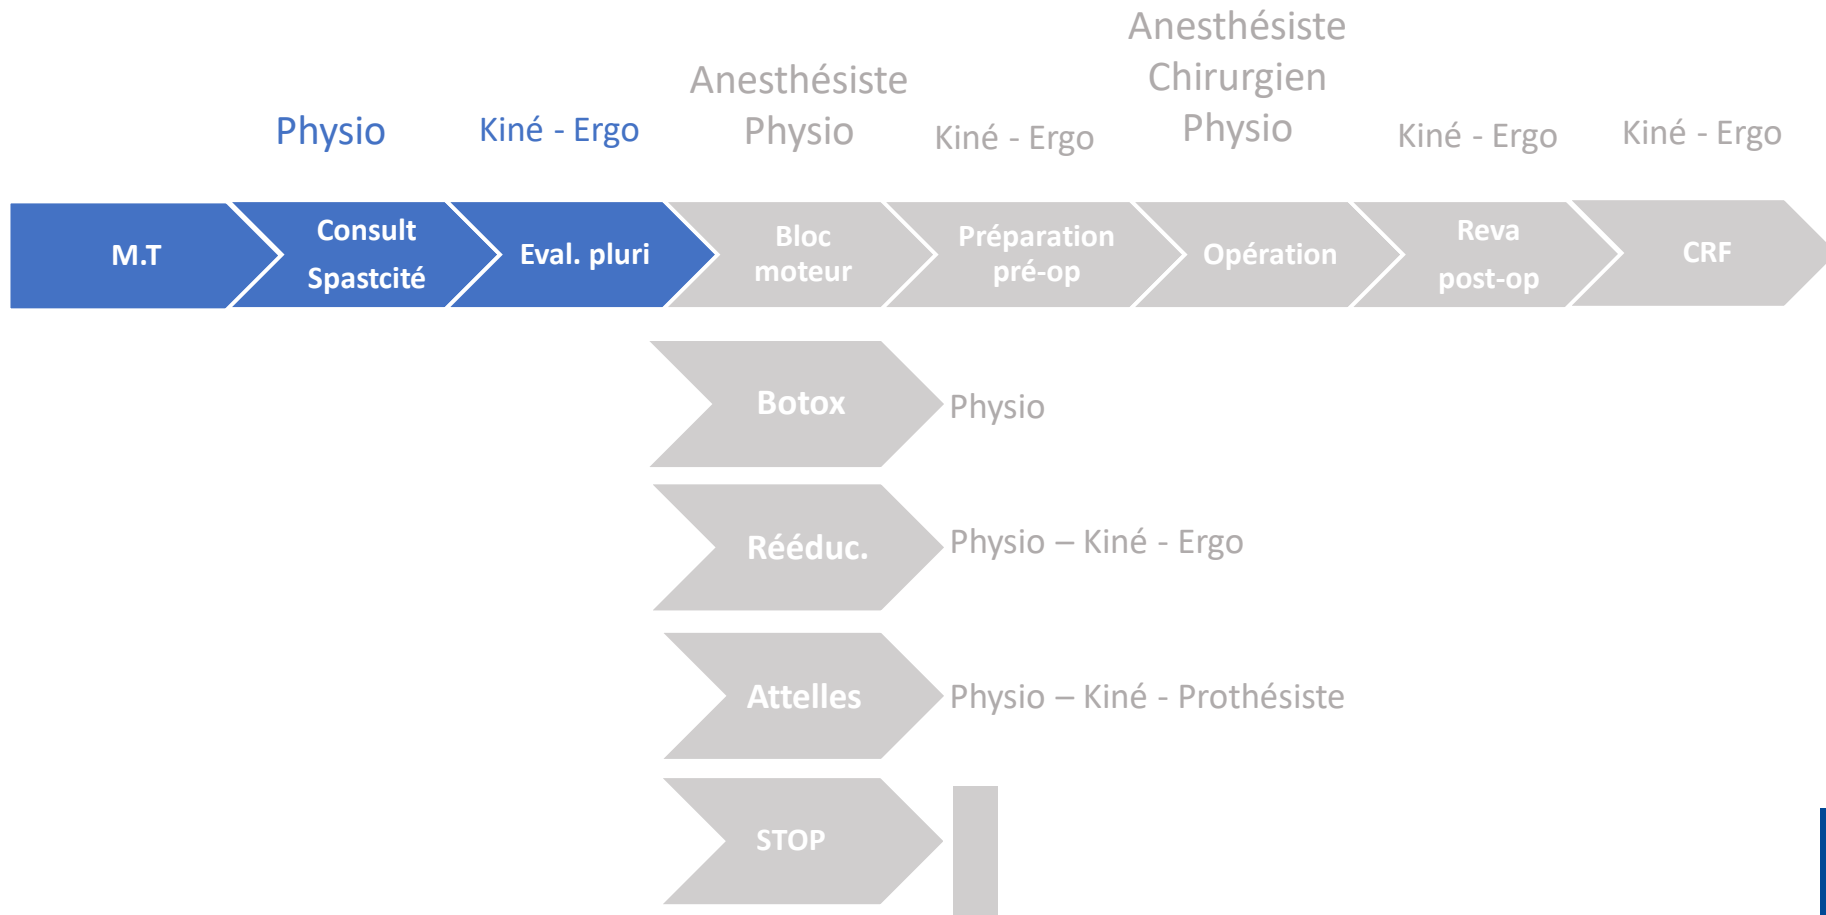 Anesthésiste
Chirurgien
Physio
Anesthésiste
Physio
Physio
Kiné - Ergo
Kiné - Ergo
Kiné - Ergo
Kiné - Ergo
M.T
Consult
Spastcité
Eval. pluri
Bloc
moteur
Préparation
pré-op
Opération
Reva
post-op
CRF
Botox
Physio
Rééduc.
Physio – Kiné - Ergo
Attelles
Physio – Kiné - Prothésiste
STOP